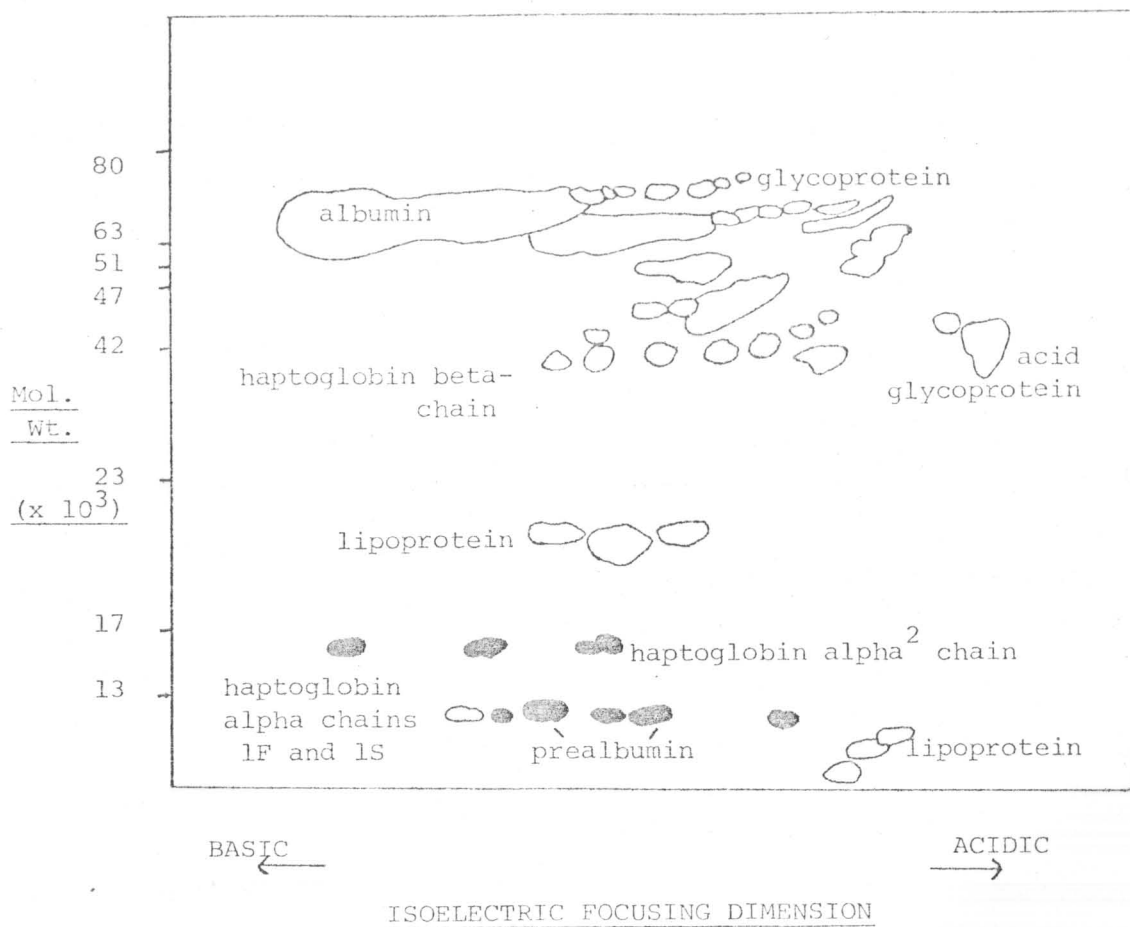 80
glycoprotein
albumin
63
51
47
42
haptoglobin beta-
chain
acid
glycoprotein
Mol.
Wt.
(x 10³)
23
lipoprotein
17
haptoglobin alpha² chain
13
haptoglobin
alpha chains
1F and 1S
prealbumin
lipoprotein
BASIC
ACIDIC
ISOELECTRIC FOCUSING DIMENSION